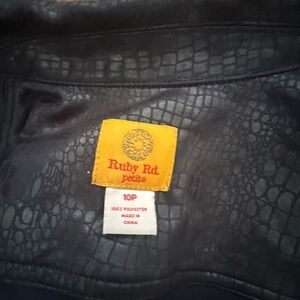 Ruby Rd.
petite
10P
100% POLYESTER
MADE IN
CHINA